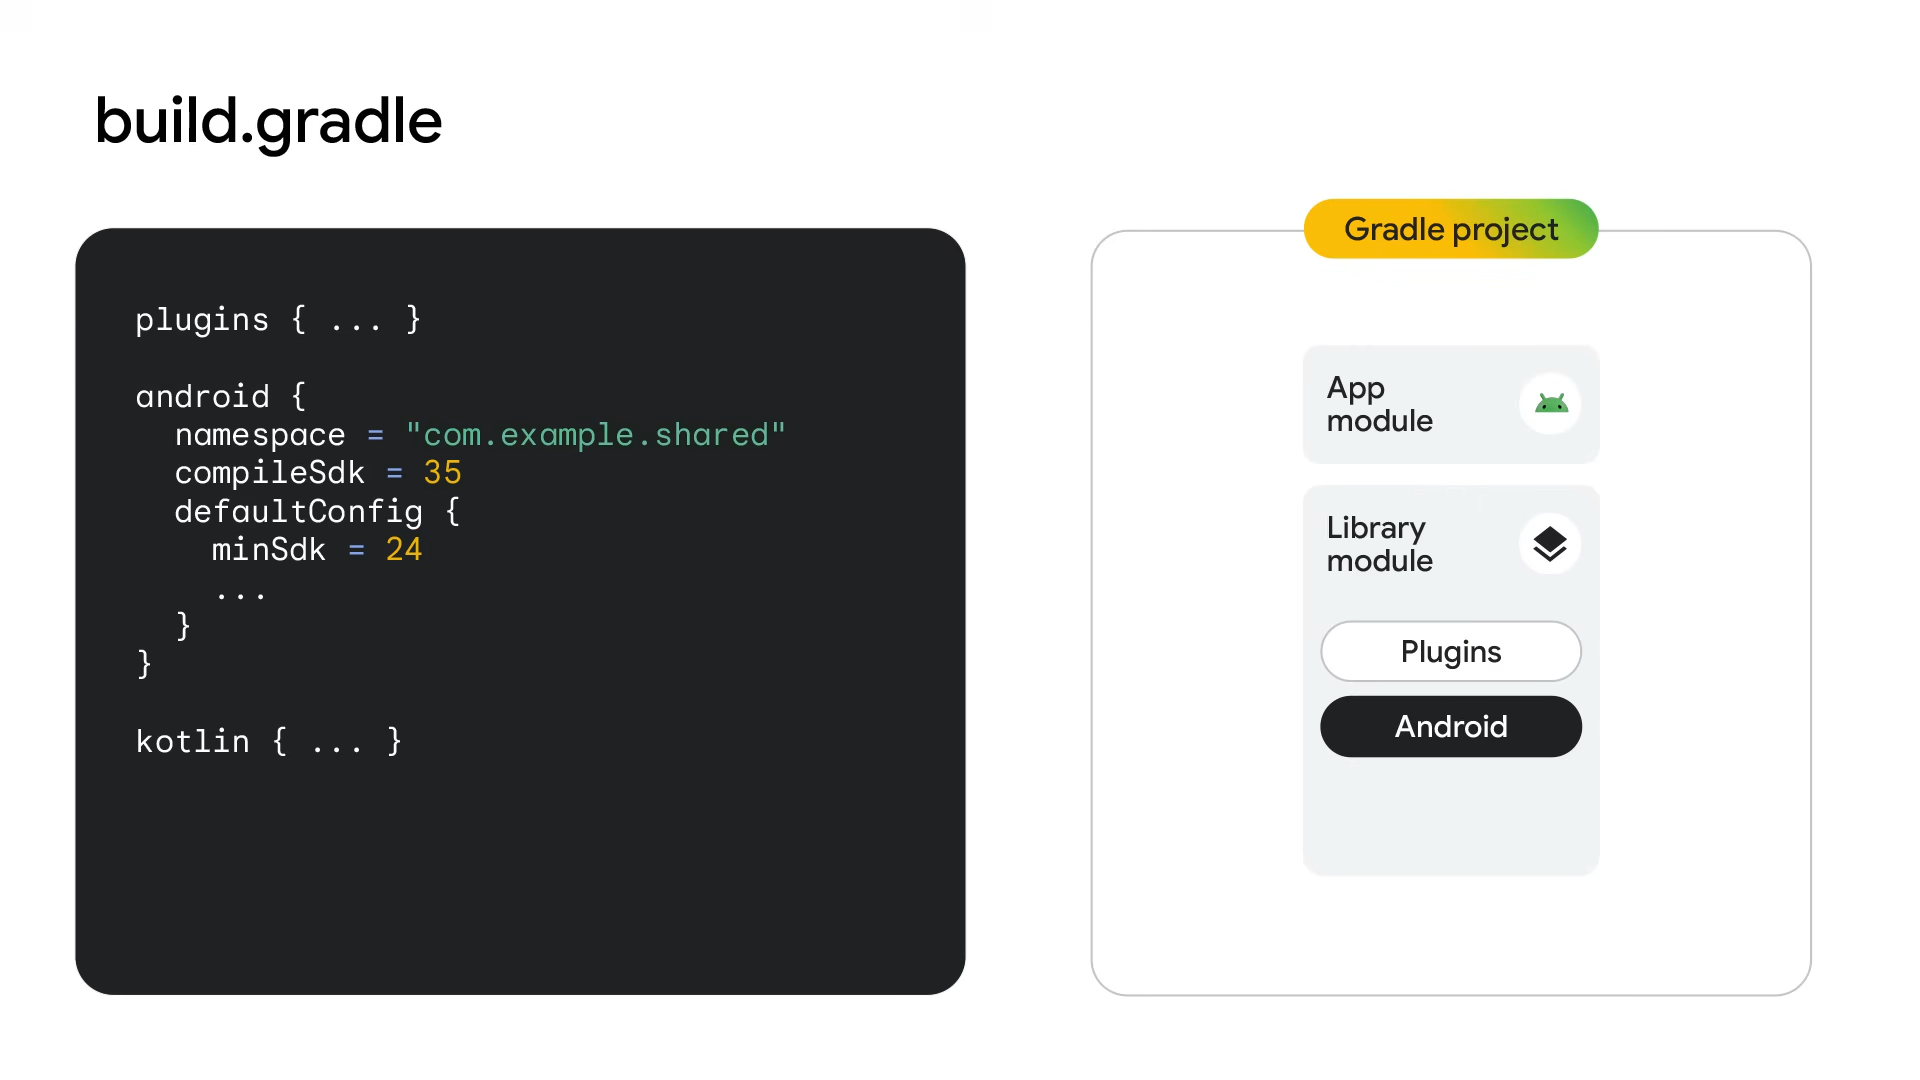 build.gradle
plugins { ... }
android {
  namespace = "com.example.shared"
  compileSdk = 35
  defaultConfig {
    minSdk = 24
    ...
  }
}
kotlin { ... }
Gradle project
App
module
Library
module
Plugins
Android